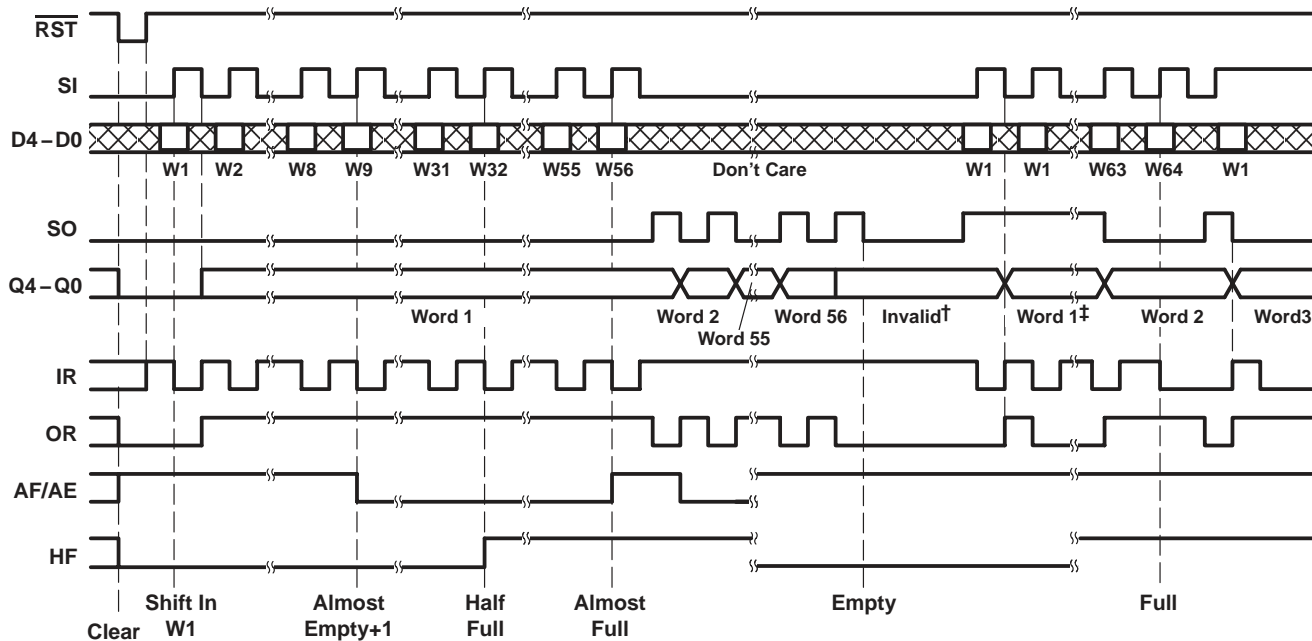 RST
SI
D4–D0
W1 W2 W8 W9 W31 W32 W55 W56 Don't Care W1 W1 W63 W64 W1
SO
Q4–Q0
Word 1 Word 2 Word 55 Word 56 Invalid† Word 1‡ Word 2 Word3
IR
OR
AF/AE
HF
Clear
Shift In
W1
Almost
Empty+1
Half
Full
Almost
Full
Empty
Full